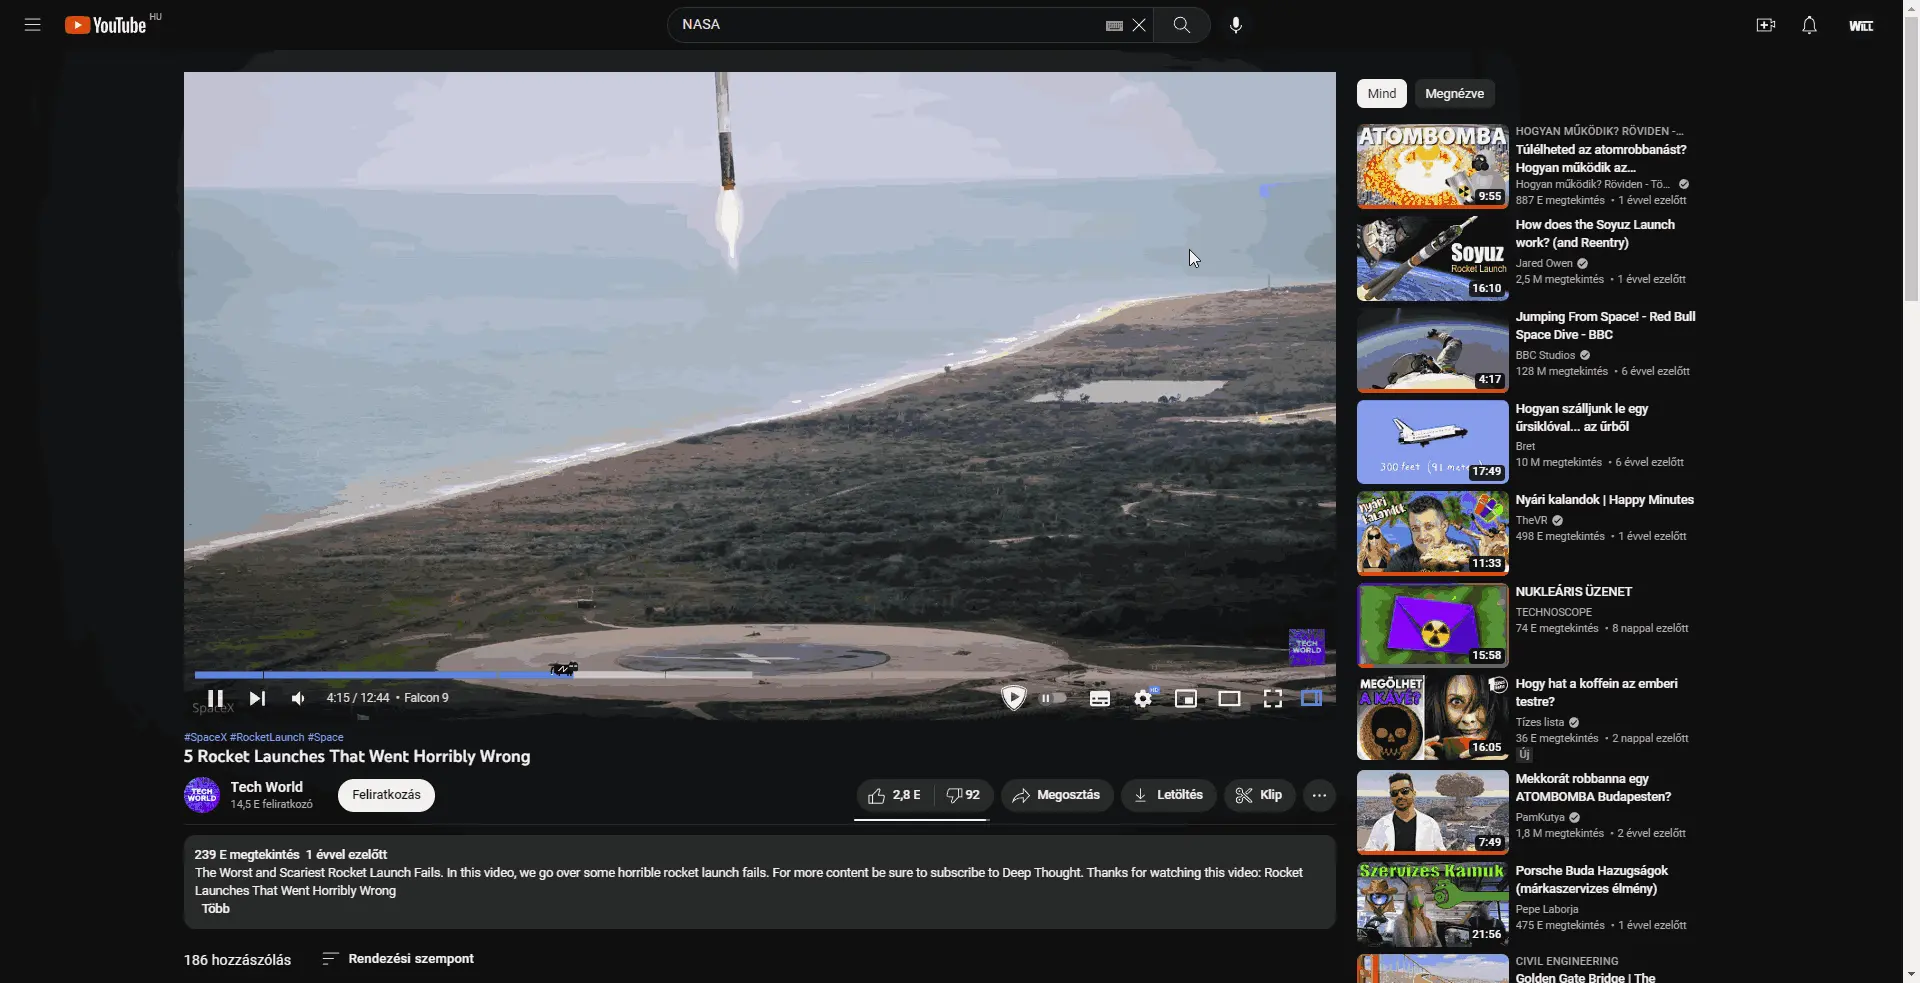 YouTube HU
NASA
WiLL
SpaceX
4:15 / 12:44 • Falcon 9
HD
TECH
WORLD
#SpaceX #RocketLaunch #Space
5 Rocket Launches That Went Horribly Wrong
TECH
WORLD
Tech World
14,5 E feliratkozó
Feliratkozás
2,8 E
92
Megosztás
Letöltés
Klip
239 E megtekintés 1 évvel ezelőtt
The Worst and Scariest Rocket Launch Fails. In this video, we go over some horrible rocket launch fails. For more content be sure to subscribe to Deep Thought. Thanks for watching this video: Rocket
Launches That Went Horribly Wrong
Több
186 hozzászólás
Rendezési szempont
Mind
Megnézve
ATOMBOMBA
9:55
HOGYAN MŰKÖDIK? RÖVIDEN -...
Túlélheted az atomrobbanást?
Hogyan működik az...
Hogyan működik? Röviden - Tö...
887 E megtekintés • 1 évvel ezelőtt
Soyuz
Rocket Launch
16:10
How does the Soyuz Launch
work? (and Reentry)
Jared Owen
2,5 M megtekintés • 1 évvel ezelőtt
4:17
Jumping From Space! - Red Bull
Space Dive - BBC
BBC Studios
128 M megtekintés • 6 évvel ezelőtt
300 feet (91 mete
17:49
Hogyan szálljunk le egy
űrsiklóval... az űrből
Bret
10 M megtekintés • 6 évvel ezelőtt
Nyári
kalandok
11:33
Nyári kalandok | Happy Minutes
TheVR
498 E megtekintés • 1 évvel ezelőtt
15:58
NUKLEÁRIS ÜZENET
TECHNOSCOPE
74 E megtekintés • 8 nappal ezelőtt
MEGÖLHET
A KÁVÉ?
16:05
Hogy hat a koffein az emberi
testre?
Tízes lista
36 E megtekintés • 2 nappal ezelőtt
Új
7:49
Mekkorát robbanna egy
ATOMBOMBA Budapesten?
PamKutya
1,8 M megtekintés • 2 évvel ezelőtt
Szervizes Kamuk
21:56
Porsche Buda Hazugságok
(márkaszervizes élmény)
Pepe Laborja
475 E megtekintés • 1 évvel ezelőtt
CIVIL ENGINEERING
Golden Gate Bridge | The